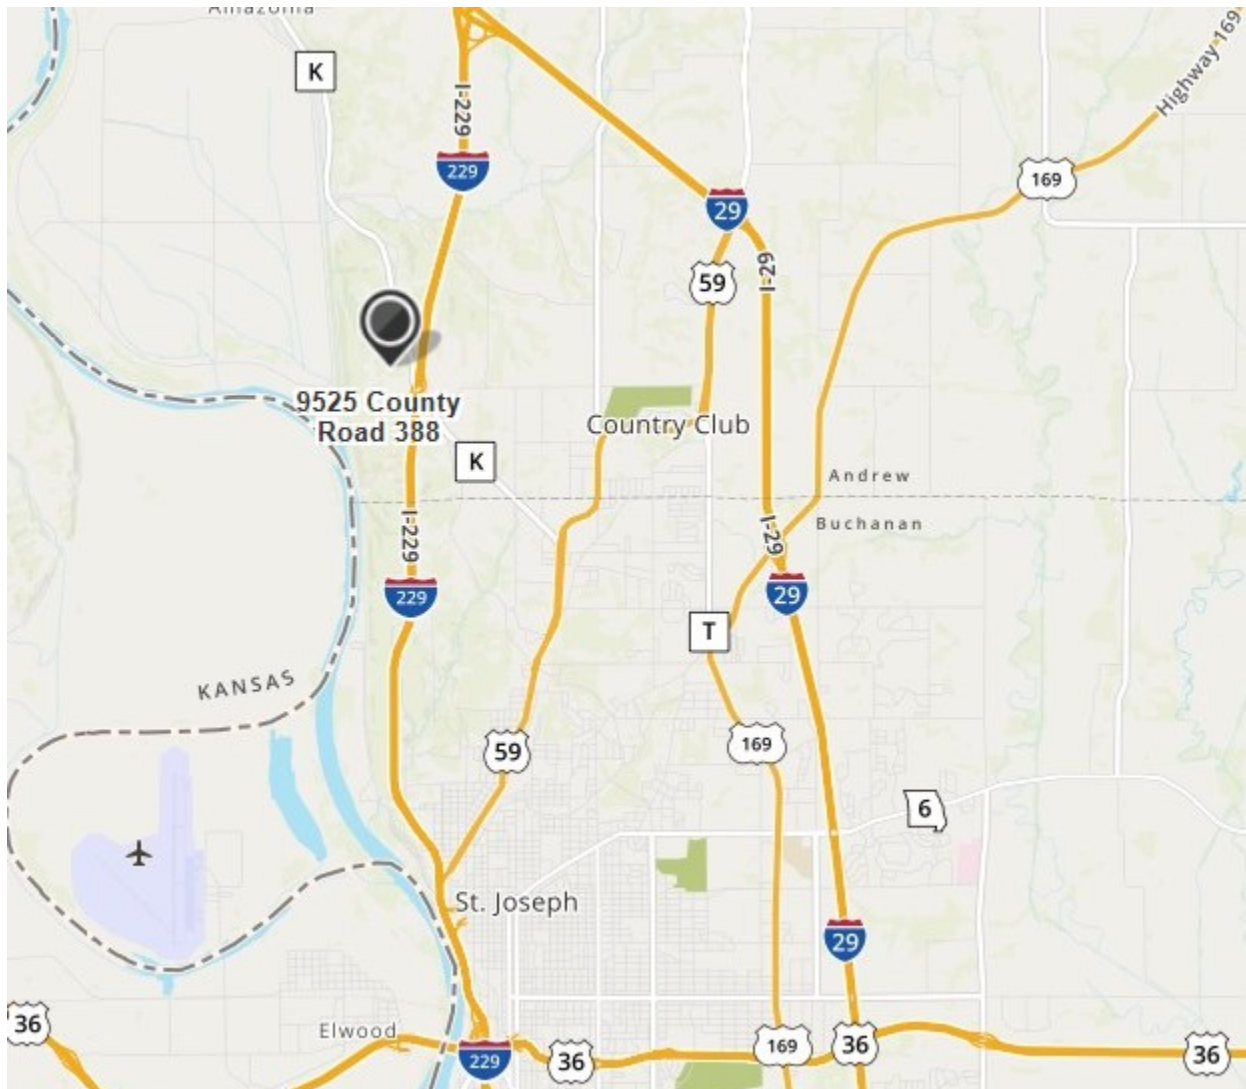 Amazonia
K
I-229
229
Highway 169
169
29
59
I-29
9525 County
Road 388
Country Club
K
Andrew
Buchanan
I-229
I-29
229
29
T
KANSAS
59
169
6
St. Joseph
29
36
Elwood
229
36
169
36
36